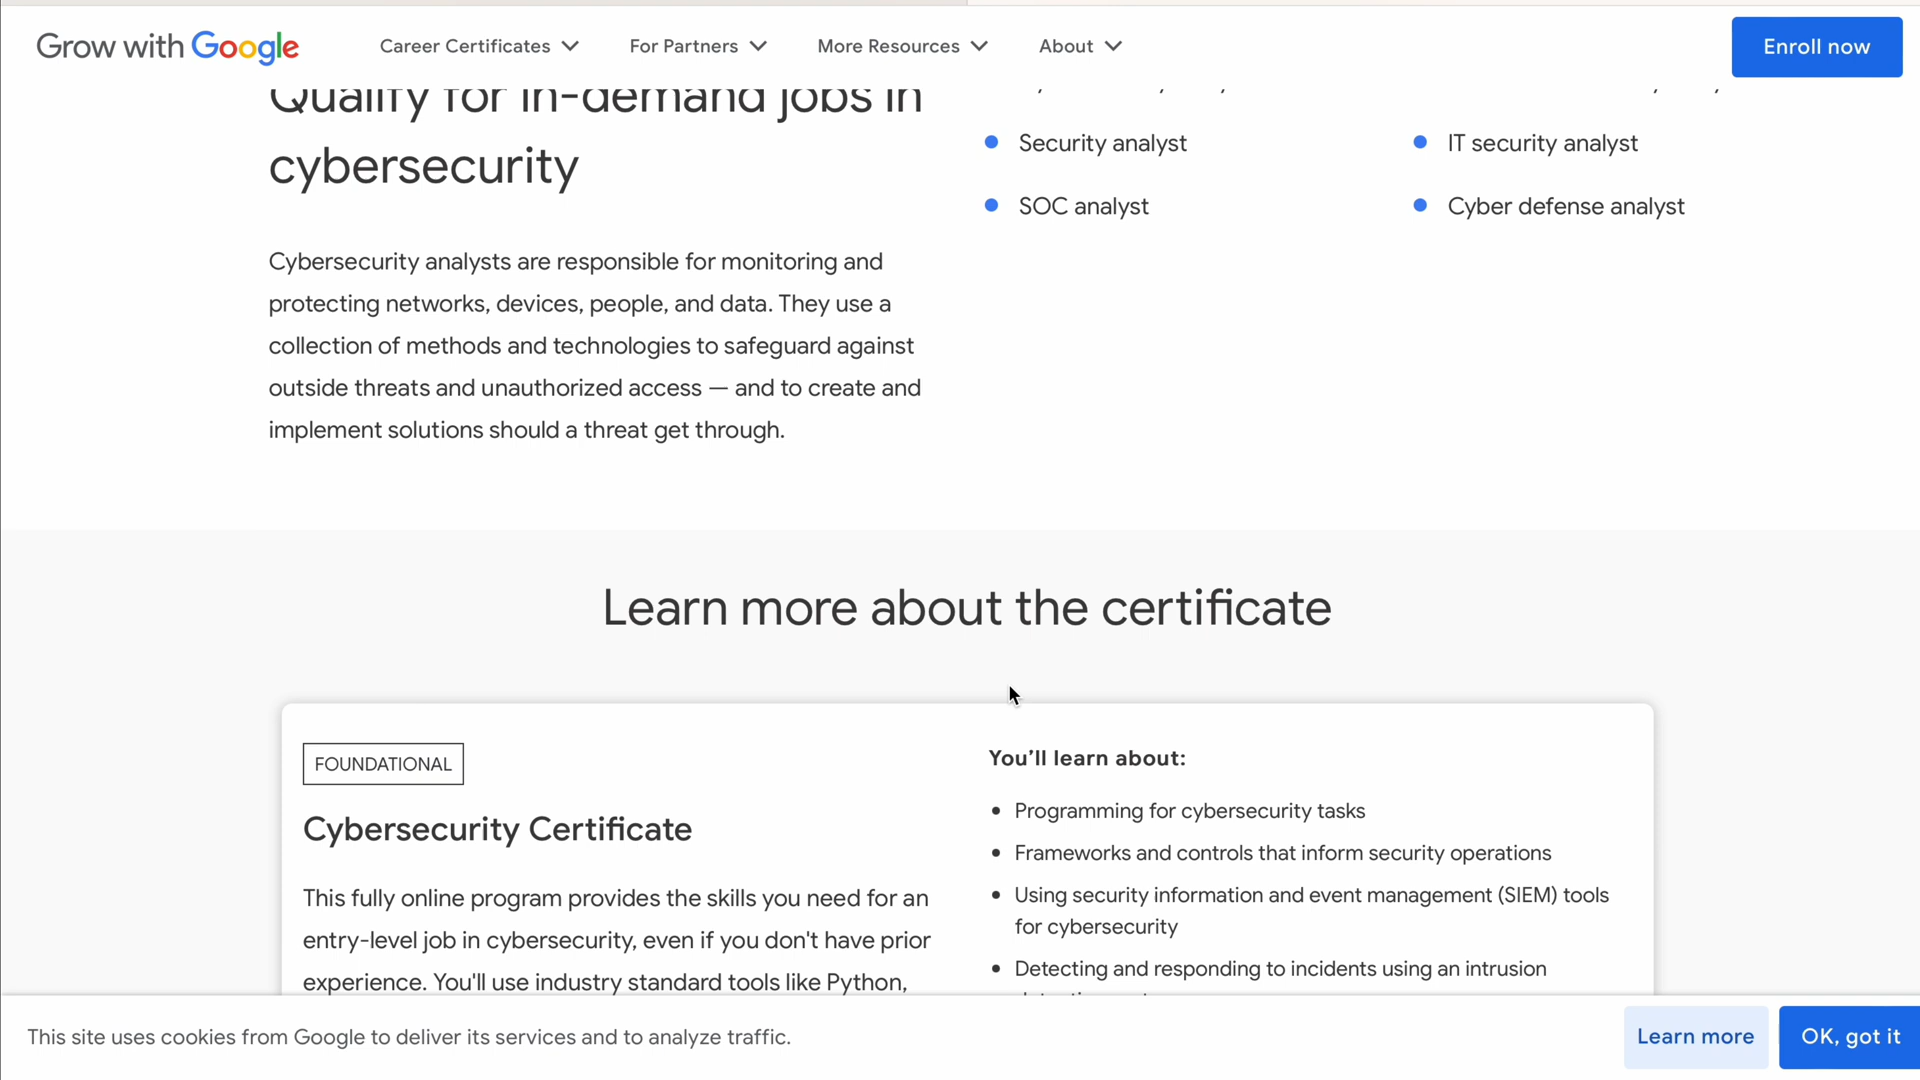 Grow with Google
Career Certificates
For Partners
More Resources
About
Enroll now
Qualify for in-demand jobs in
cybersecurity
Security analyst
IT security analyst
SOC analyst
Cyber defense analyst
Cybersecurity analysts are responsible for monitoring and
protecting networks, devices, people, and data. They use a
collection of methods and technologies to safeguard against
outside threats and unauthorized access — and to create and
implement solutions should a threat get through.
Learn more about the certificate
FOUNDATIONAL
Cybersecurity Certificate
This fully online program provides the skills you need for an
entry-level job in cybersecurity, even if you don't have prior
experience. You'll use industry standard tools like Python,
You’ll learn about:
Programming for cybersecurity tasks
Frameworks and controls that inform security operations
Using security information and event management (SIEM) tools
for cybersecurity
Detecting and responding to incidents using an intrusion
This site uses cookies from Google to deliver its services and to analyze traffic.
Learn more
OK, got it